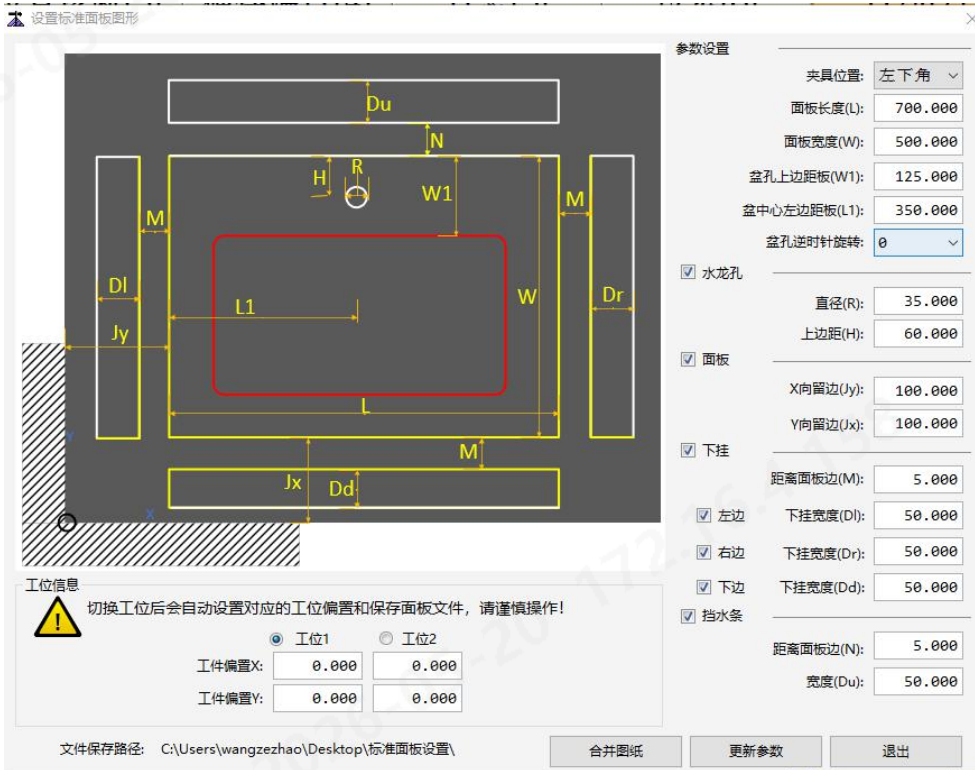 设置标准面板图形
Du
N
H
R
W1
M
M
Dl
L1
W
Dr
Jy
L
Y
M
Jx
Dd
X
参数设置
夹具位置: 左下角
面板长度(L): 700.000
面板宽度(W): 500.000
盆孔上边距板(W1): 125.000
盆中心左边距板(L1): 350.000
盆孔逆时针旋转: 0
水龙孔
直径(R): 35.000
上边距(H): 60.000
面板
X向留边(Jy): 100.000
Y向留边(Jx): 100.000
下挂
距离面板边(M): 5.000
左边 下挂宽度(Dl): 50.000
右边 下挂宽度(Dr): 50.000
下边 下挂宽度(Dd): 50.000
挡水条
距离面板边(N): 5.000
宽度(Du): 50.000
工位信息
切换工位后会自动设置对应的工位偏置和保存面板文件，请谨慎操作!
工位1 工位2
工件偏置X: 0.000 0.000
工件偏置Y: 0.000 0.000
文件保存路径: C:\Users\wangzezhao\Desktop\标准面板设置\
合并图纸 更新参数 退出